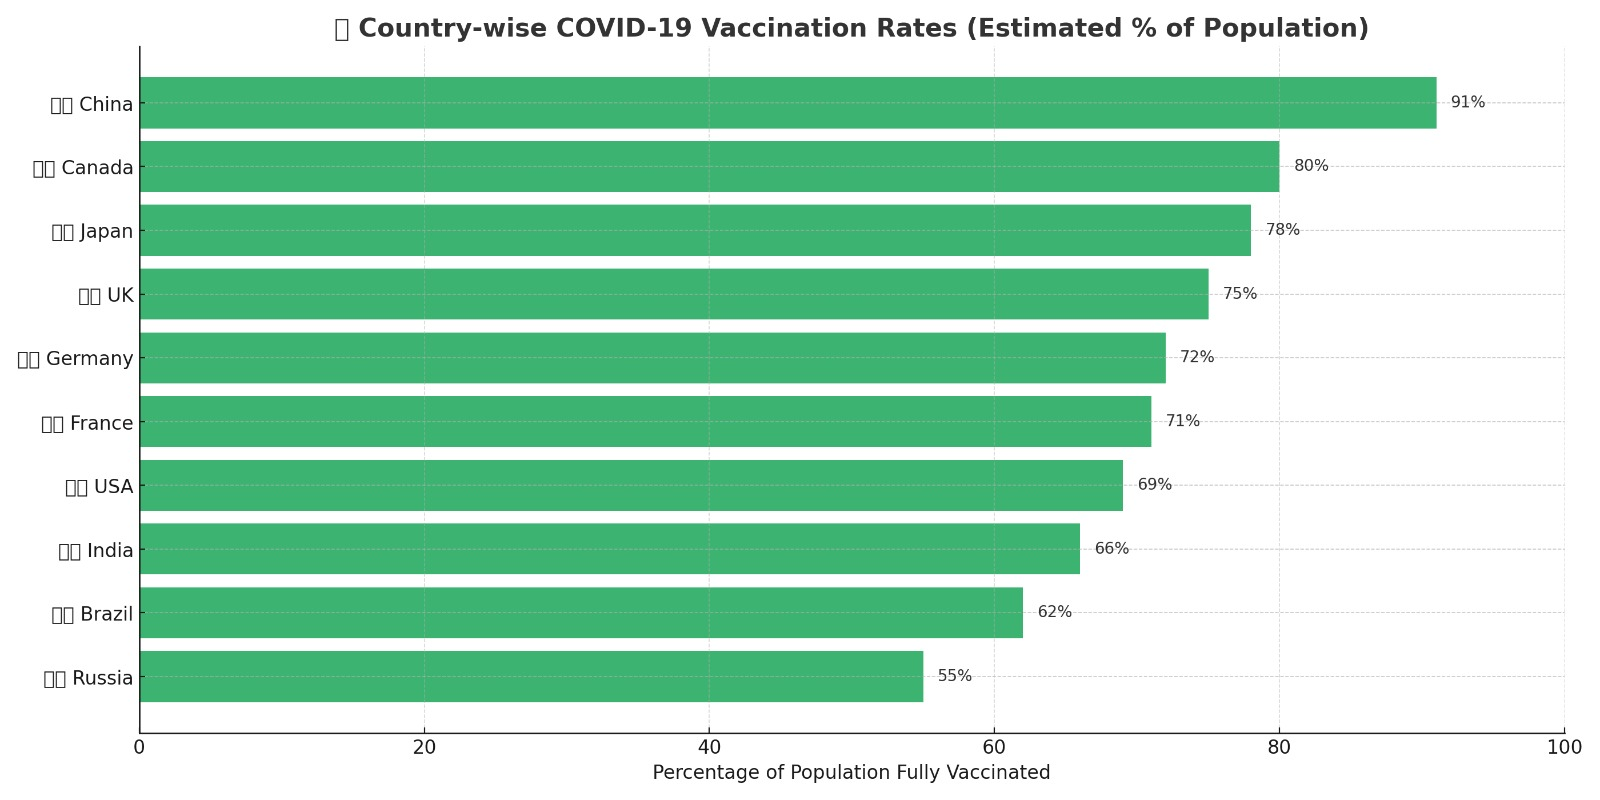 Country-wise COVID-19 Vaccination Rates (Estimated % of Population)
China 91%
Canada 80%
Japan 78%
UK 75%
Germany 72%
France 71%
USA 69%
India 66%
Brazil 62%
Russia 55%
0 20 40 60 80 100
Percentage of Population Fully Vaccinated